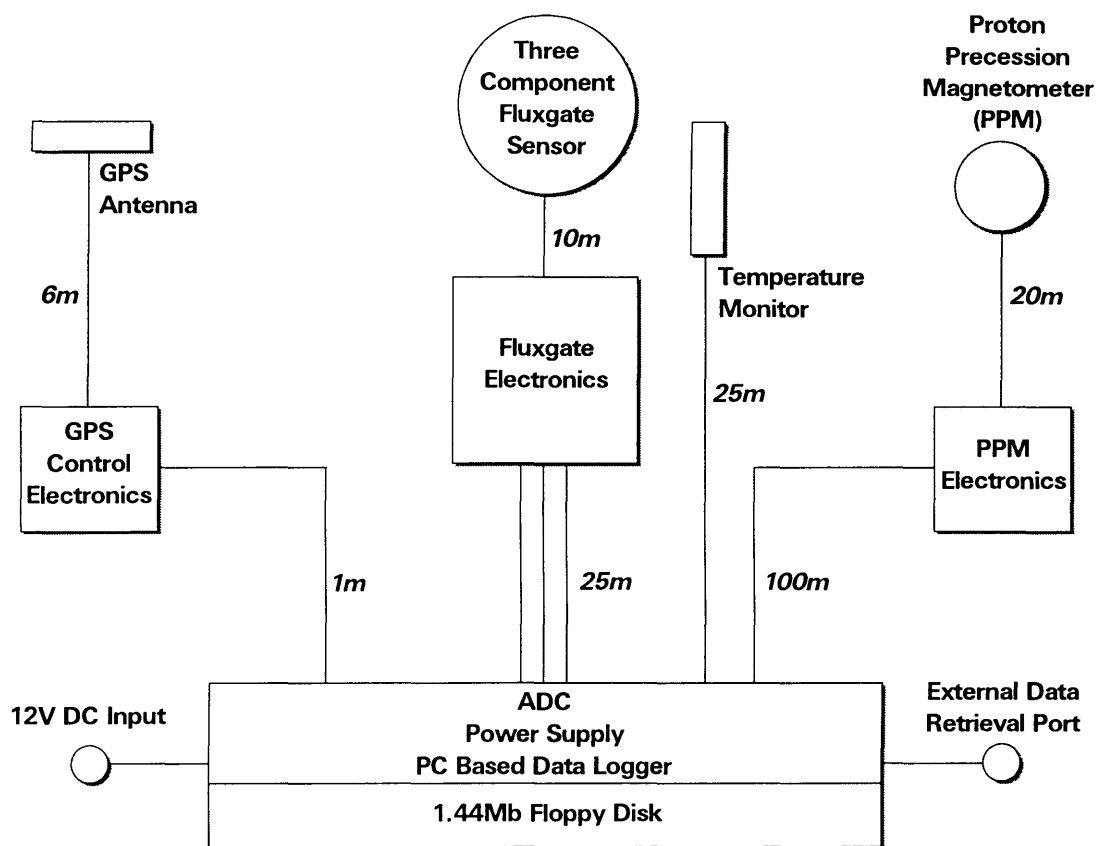 Three
Component
Fluxgate
Sensor
Proton
Precession
Magnetometer
(PPM)
GPS
Antenna
10m
6m
Temperature
Monitor
20m
Fluxgate
Electronics
25m
GPS
Control
Electronics
PPM
Electronics
1m
25m
100m
12V DC Input
ADC
Power Supply
PC Based Data Logger
External Data
Retrieval Port
1.44Mb Floppy Disk